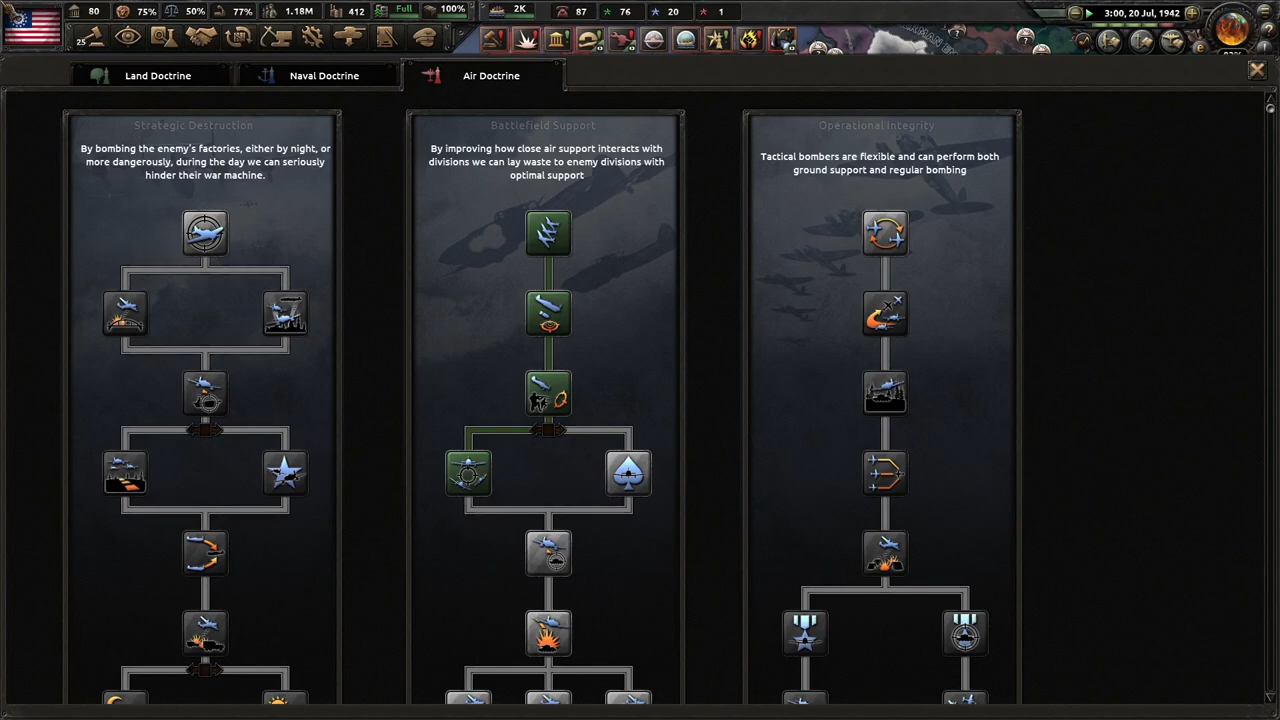 80 75% 50% 77% 1.18M 412 Full 100% 2K 87 76 20 1 3:00, 20 Jul, 1942
25
Land Doctrine Naval Doctrine Air Doctrine
Strategic Destruction
By bombing the enemy's factories, either by night, or
more dangerously, during the day we can seriously
hinder their war machine.
Battlefield Support
By improving how close air support interacts with
divisions we can lay waste to enemy divisions with
optimal support
Operational Integrity
Tactical bombers are flexible and can perform both
ground support and regular bombing